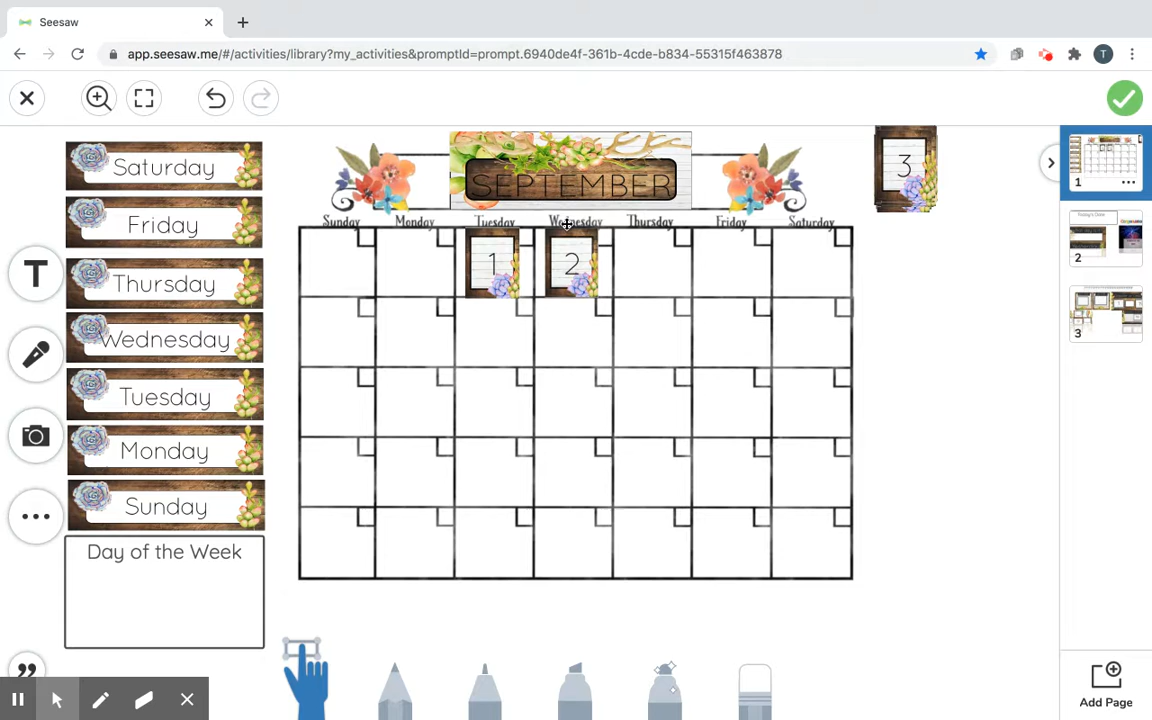 Seesaw
app.seesaw.me/#/activities/library?my_activities&promptId=prompt.6940de4f-361b-4cde-b834-55315f463878
T
Saturday
Friday
Thursday
Wednesday
Tuesday
Monday
Sunday
Day of the Week
T
SEPTEMBER
Sunday Monday Tuesday Wednesday Thursday Friday Saturday
1 2
3
1
2
3
Add Page